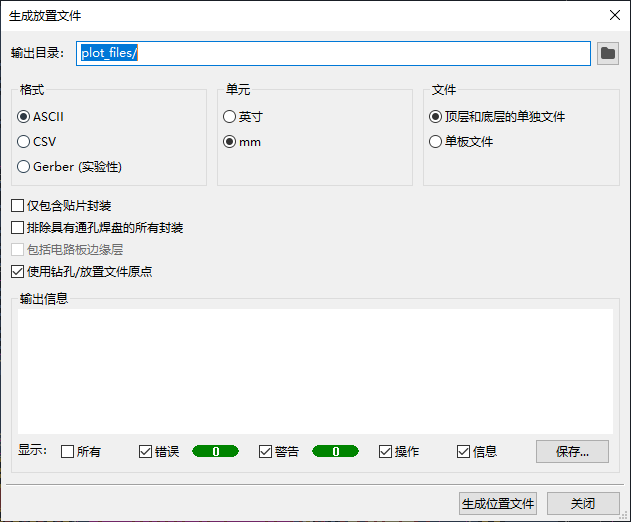 生成放置文件
输出目录: plot_files/
格式 单元 文件
ASCII 英寸 顶层和底层的单独文件
CSV mm 单板文件
Gerber (实验性)
仅包含贴片封装
排除具有通孔焊盘的所有封装
包括电路板边缘层
使用钻孔/放置文件原点
输出信息
显示: 所有 错误 0 警告 0 操作 信息 保存...
生成位置文件 关闭